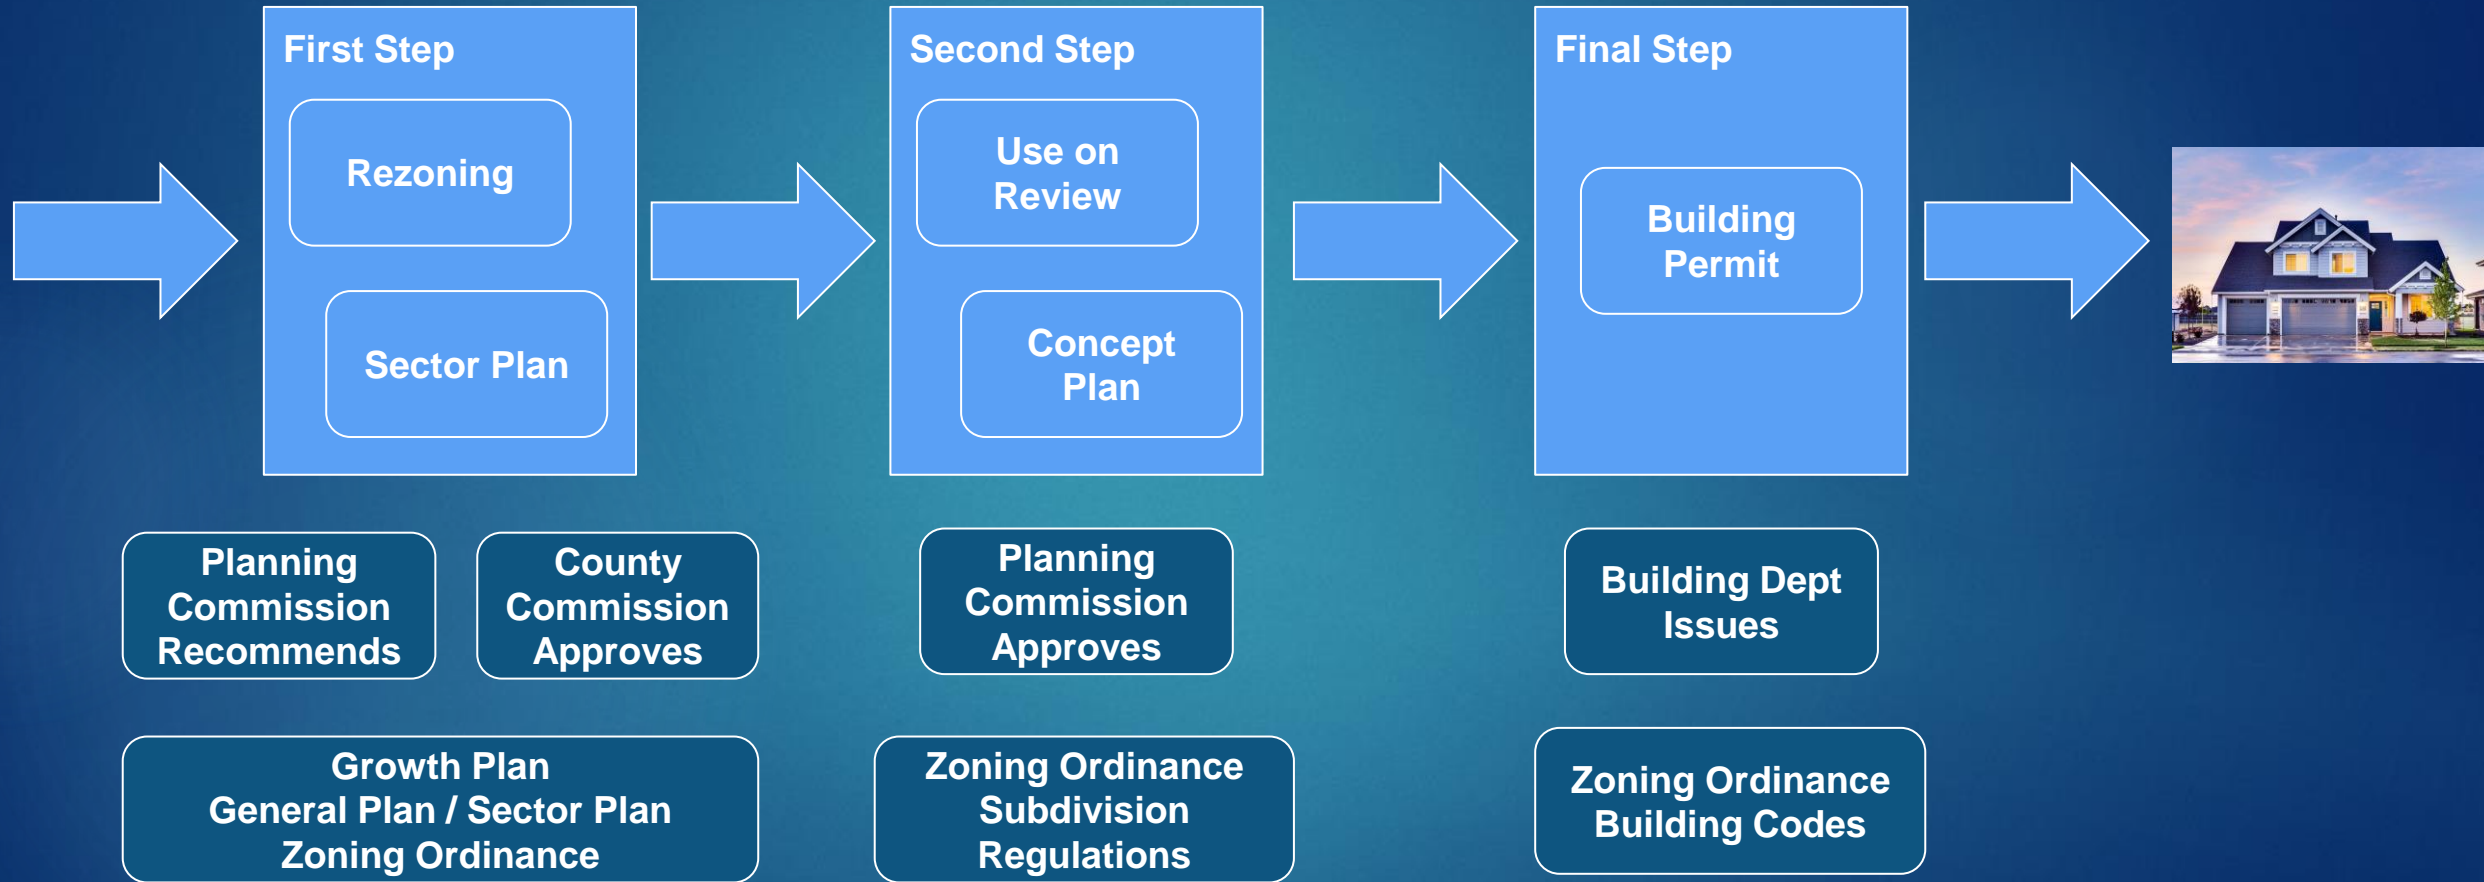 First Step
Rezoning
Sector Plan
Second Step
Use on
Review
Concept
Plan
Final Step
Building
Permit
Planning
Commission
Recommends
County
Commission
Approves
Planning
Commission
Approves
Building Dept
Issues
Growth Plan
General Plan / Sector Plan
Zoning Ordinance
Zoning Ordinance
Subdivision
Regulations
Zoning Ordinance
Building Codes